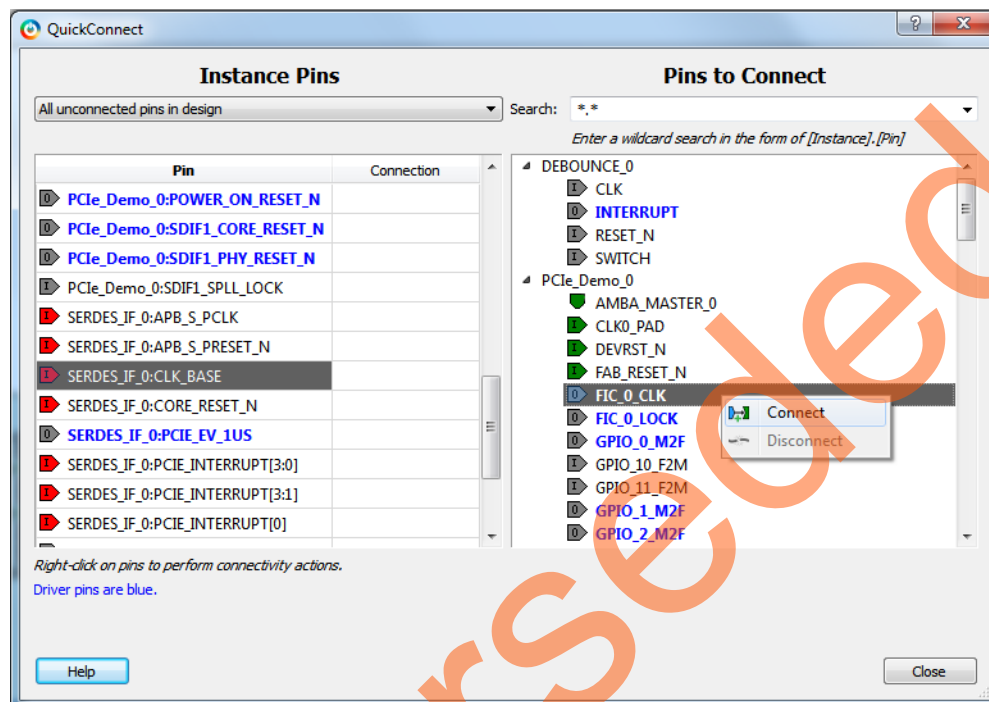 QuickConnect
Instance Pins
Pins to Connect
All unconnected pins in design
Search: *.*
Enter a wildcard search in the form of [Instance].[Pin]
Pin Connection
PCIe_Demo_0:POWER_ON_RESET_N
PCIe_Demo_0:SDIF1_CORE_RESET_N
PCIe_Demo_0:SDIF1_PHY_RESET_N
PCIe_Demo_0:SDIF1_SPLL_LOCK
SERDES_IF_0:APB_S_PCLK
SERDES_IF_0:APB_S_PRESET_N
SERDES_IF_0:CLK_BASE
SERDES_IF_0:CORE_RESET_N
SERDES_IF_0:PCIE_EV_1US
SERDES_IF_0:PCIE_INTERRUPT[3:0]
SERDES_IF_0:PCIE_INTERRUPT[3:1]
SERDES_IF_0:PCIE_INTERRUPT[0]
DEBOUNCE_0
CLK
INTERRUPT
RESET_N
SWITCH
PCIe_Demo_0
AMBA_MASTER_0
CLK0_PAD
DEVRST_N
FAB_RESET_N
FIC_0_CLK
FIC_0_LOCK
GPIO_0_M2F
GPIO_10_F2M
GPIO_11_F2M
GPIO_1_M2F
GPIO_2_M2F
Connect
Disconnect
Right-click on pins to perform connectivity actions.
Driver pins are blue.
Help
Close
rseded